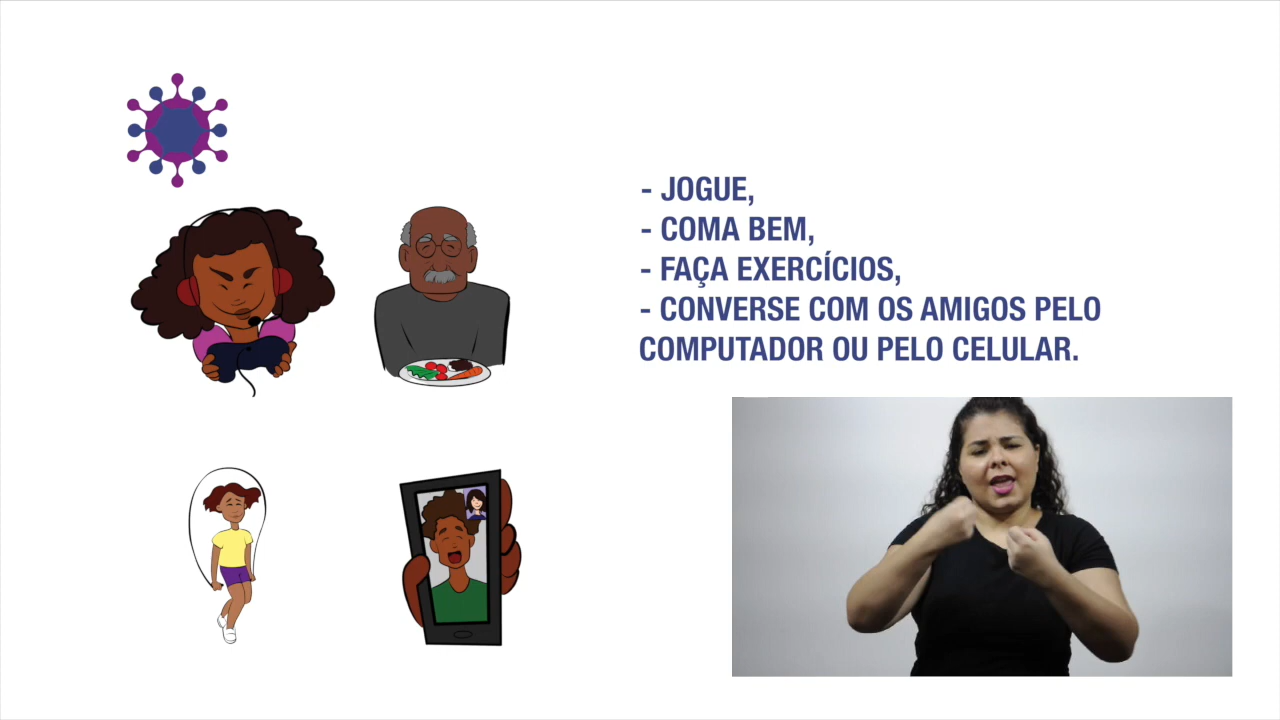 - JOGUE,
- COMA BEM,
- FAÇA EXERCÍCIOS,
- CONVERSE COM OS AMIGOS PELO
COMPUTADOR OU PELO CELULAR.